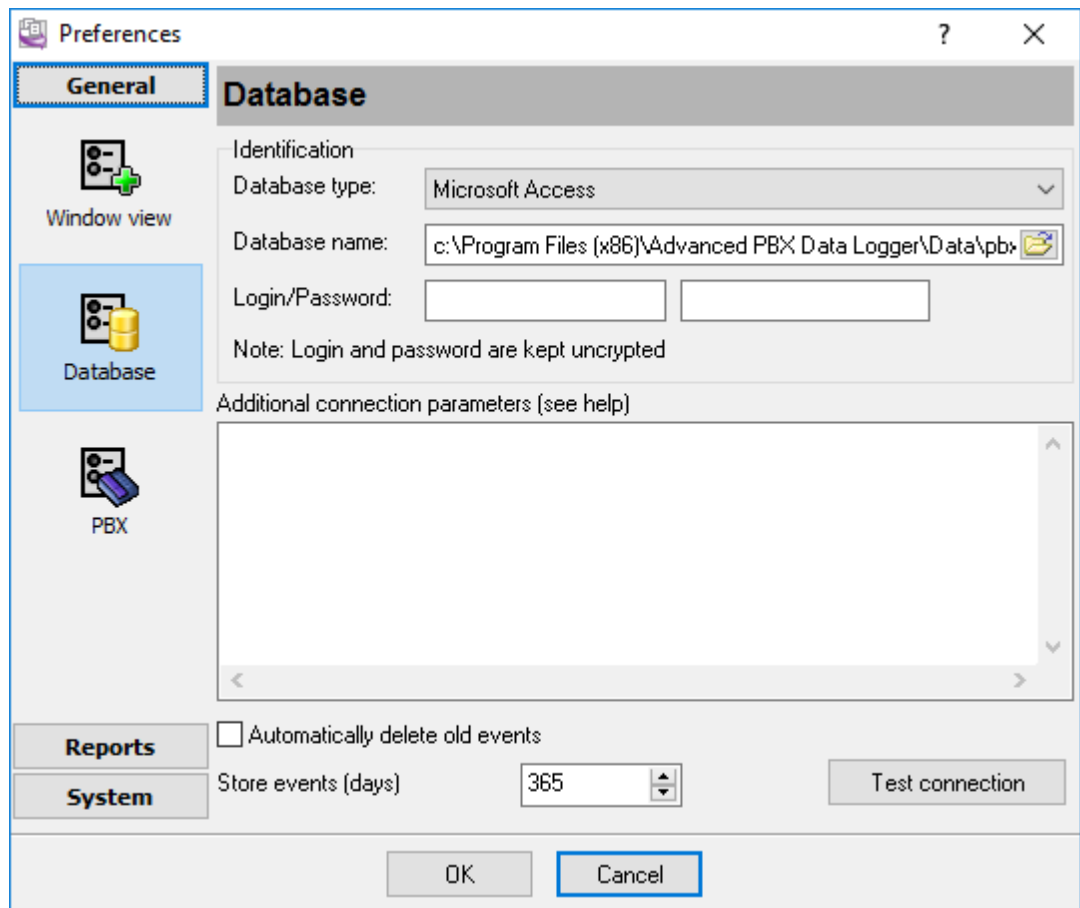 Preferences
General
Window view
Database
PBX
Reports
System
Database
Identification
Database type: Microsoft Access
Database name: c:\Program Files (x86)\Advanced PBX Data Logger\Data\pbx
Login/Password:
Note: Login and password are kept uncrypted
Additional connection parameters (see help)
Automatically delete old events
Store events (days) 365 Test connection
OK Cancel